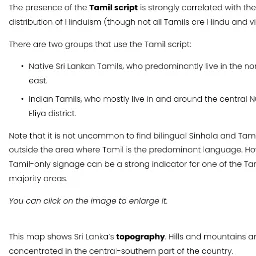 The presence of the Tamil script is strongly correlated with the
distribution of Hinduism (though not all Tamils are Hindu and vi
There are two groups that use the Tamil script:
• Native Sri Lankan Tamils, who predominantly live in the nor
east.
• Indian Tamils, who mostly live in and around the central Nu
Eliya district.
Note that it is not uncommon to find bilingual Sinhala and Tam
outside the area where Tamil is the predominant language. Ho
Tamil-only signage can be a strong indicator for one of the Tar
majority areas.
You can click on the image to enlarge it.
This map shows Sri Lanka's topography. Hills and mountains ar
concentrated in the central-southern part of the country.